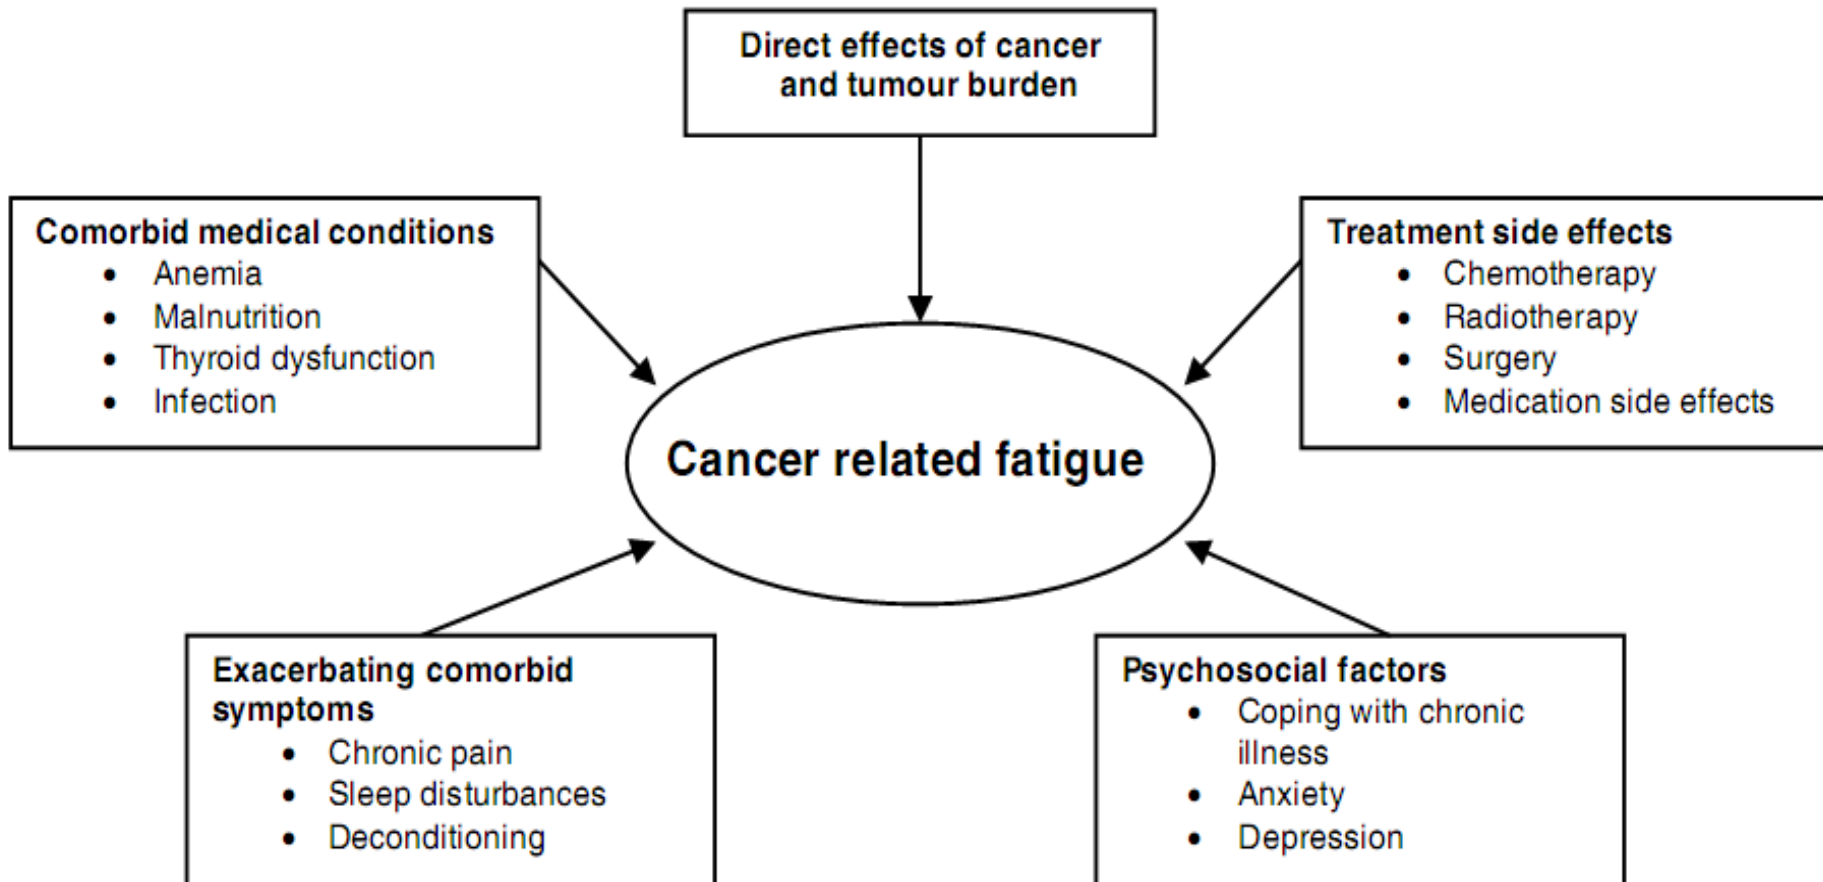 Direct effects of cancer
and tumour burden
Comorbid medical conditions
• Anemia
• Malnutrition
• Thyroid dysfunction
• Infection
Treatment side effects
• Chemotherapy
• Radiotherapy
• Surgery
• Medication side effects
Cancer related fatigue
Exacerbating comorbid
symptoms
• Chronic pain
• Sleep disturbances
• Deconditioning
Psychosocial factors
• Coping with chronic
illness
• Anxiety
• Depression